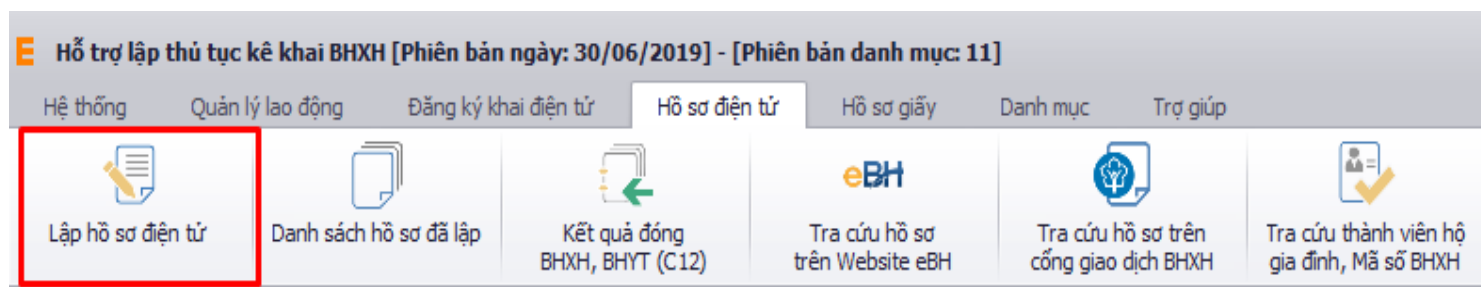 E Hỗ trợ lập thủ tục kê khai BHXH [Phiên bản ngày: 30/06/2019] - [Phiên bản danh mục: 11]
Hệ thống Quản lý lao động Đăng ký khai điện tử Hồ sơ điện tử Hồ sơ giấy Danh mục Trợ giúp
eBH
Lập hồ sơ điện tử Danh sách hồ sơ đã lập Kết quả đóng Tra cứu hồ sơ Tra cứu hồ sơ trên Tra cứu thành viên hộ
BHXH, BHYT (C12) trên Website eBH cổng giao dịch BHXH gia đình, Mã số BHXH